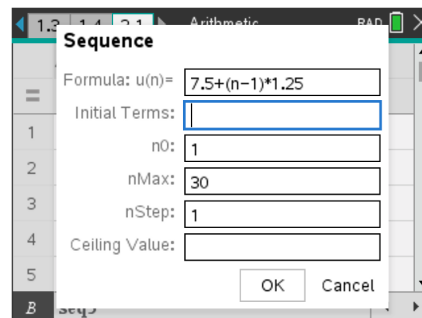 1.3 1.4 2.1 Arithmetic RAD
Sequence
Formula: u(n)= 7.5+(n−1)*1.25
Initial Terms:
n0: 1
nMax: 30
nStep: 1
Ceiling Value:
OK Cancel
=
1
2
3
4
5
B